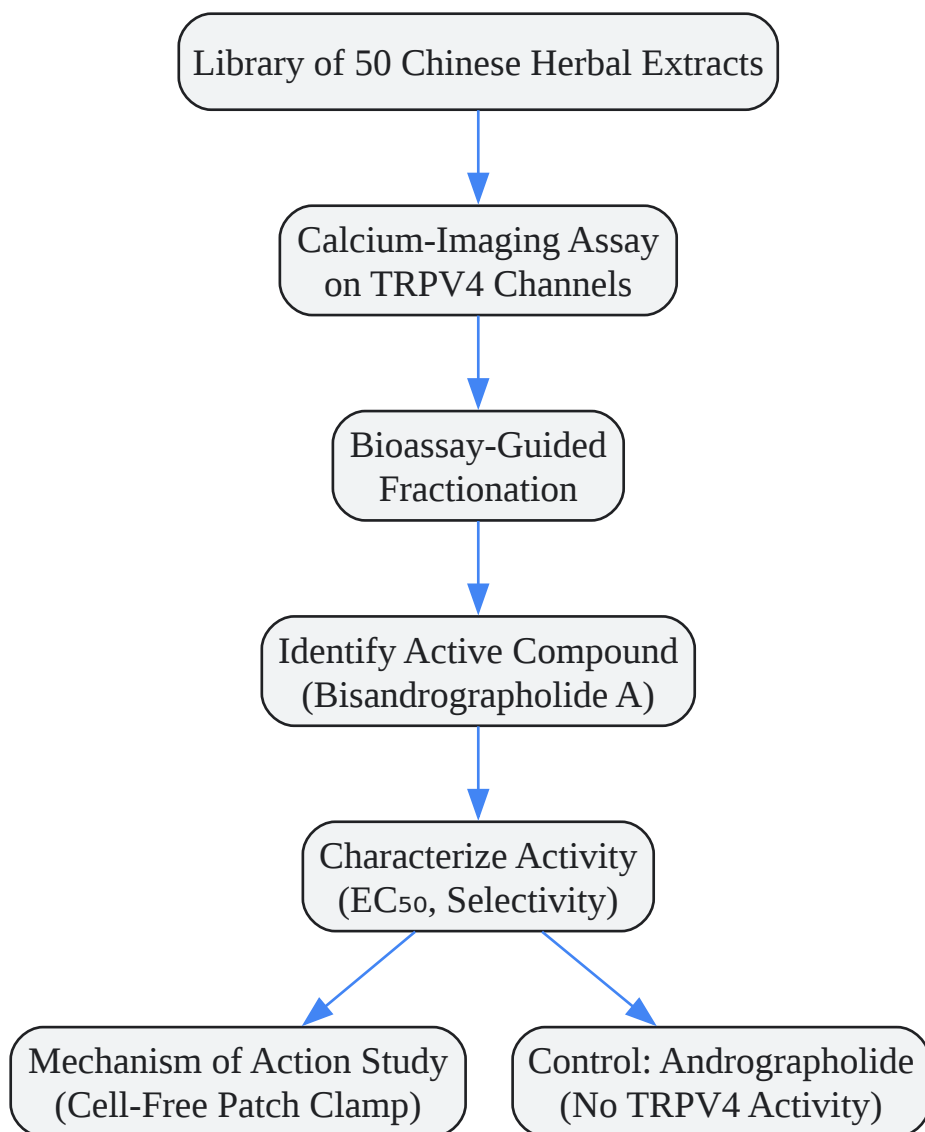 Library of 50 Chinese Herbal Extracts
Calcium-Imaging Assay
on TRPV4 Channels
Bioassay-Guided
Fractionation
Identify Active Compound
(Bisandrographolide A)
Characterize Activity
(EC₅₀, Selectivity)
Mechanism of Action Study
(Cell-Free Patch Clamp)
Control: Andrographolide
(No TRPV4 Activity)